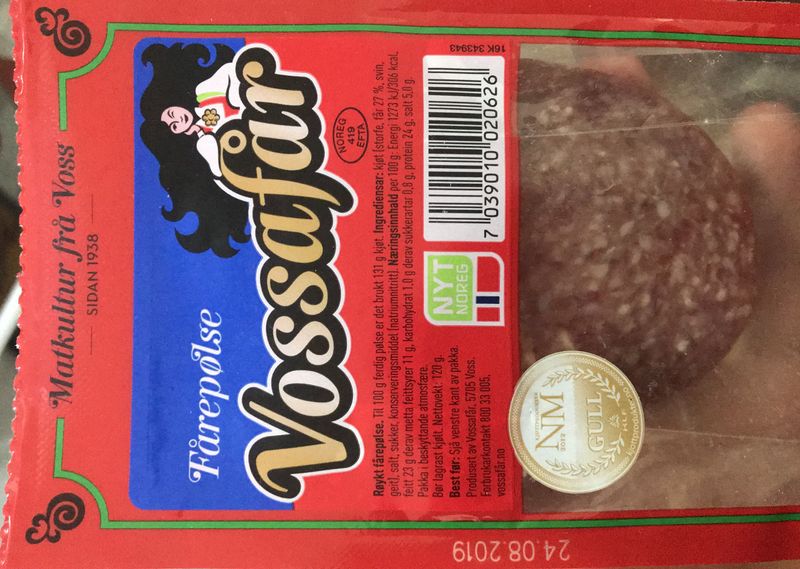 Matkultur frå Voss
SIDAN 1938
Fårepølse
Vossafår
NOREG
419
EFTA
Røykt fårepølse. Til 100 g ferdig pølse er det brukt 131 g kjøt. Ingrediensar: kjøt (storfe, får 27 %, svin,
geit), salt, sukker, konserveringsmiddel (natriumnitritt). Næringsinnhald per 100 g: Energi 1273 kJ/306 kcal,
feitt 23 g derav metta feittsyrer 11 g, karbohydrat 1,0 g derav sukkerartar 0,8 g, protein 24 g, salt 5,0 g.
Pakka i beskyttande atmosfære.
Bør lagrast kjølt. Nettovekt: 120 g.
Best før: Sjå venstre kant av pakka.
Produsert av Vossafår, 5705 Voss.
Forbrukarkontakt 800 33 005.
vossafår.no
NYT
NOREG
16K 343943
7 039010 020626
NM
2012
GULL
KLF
24.08.2019